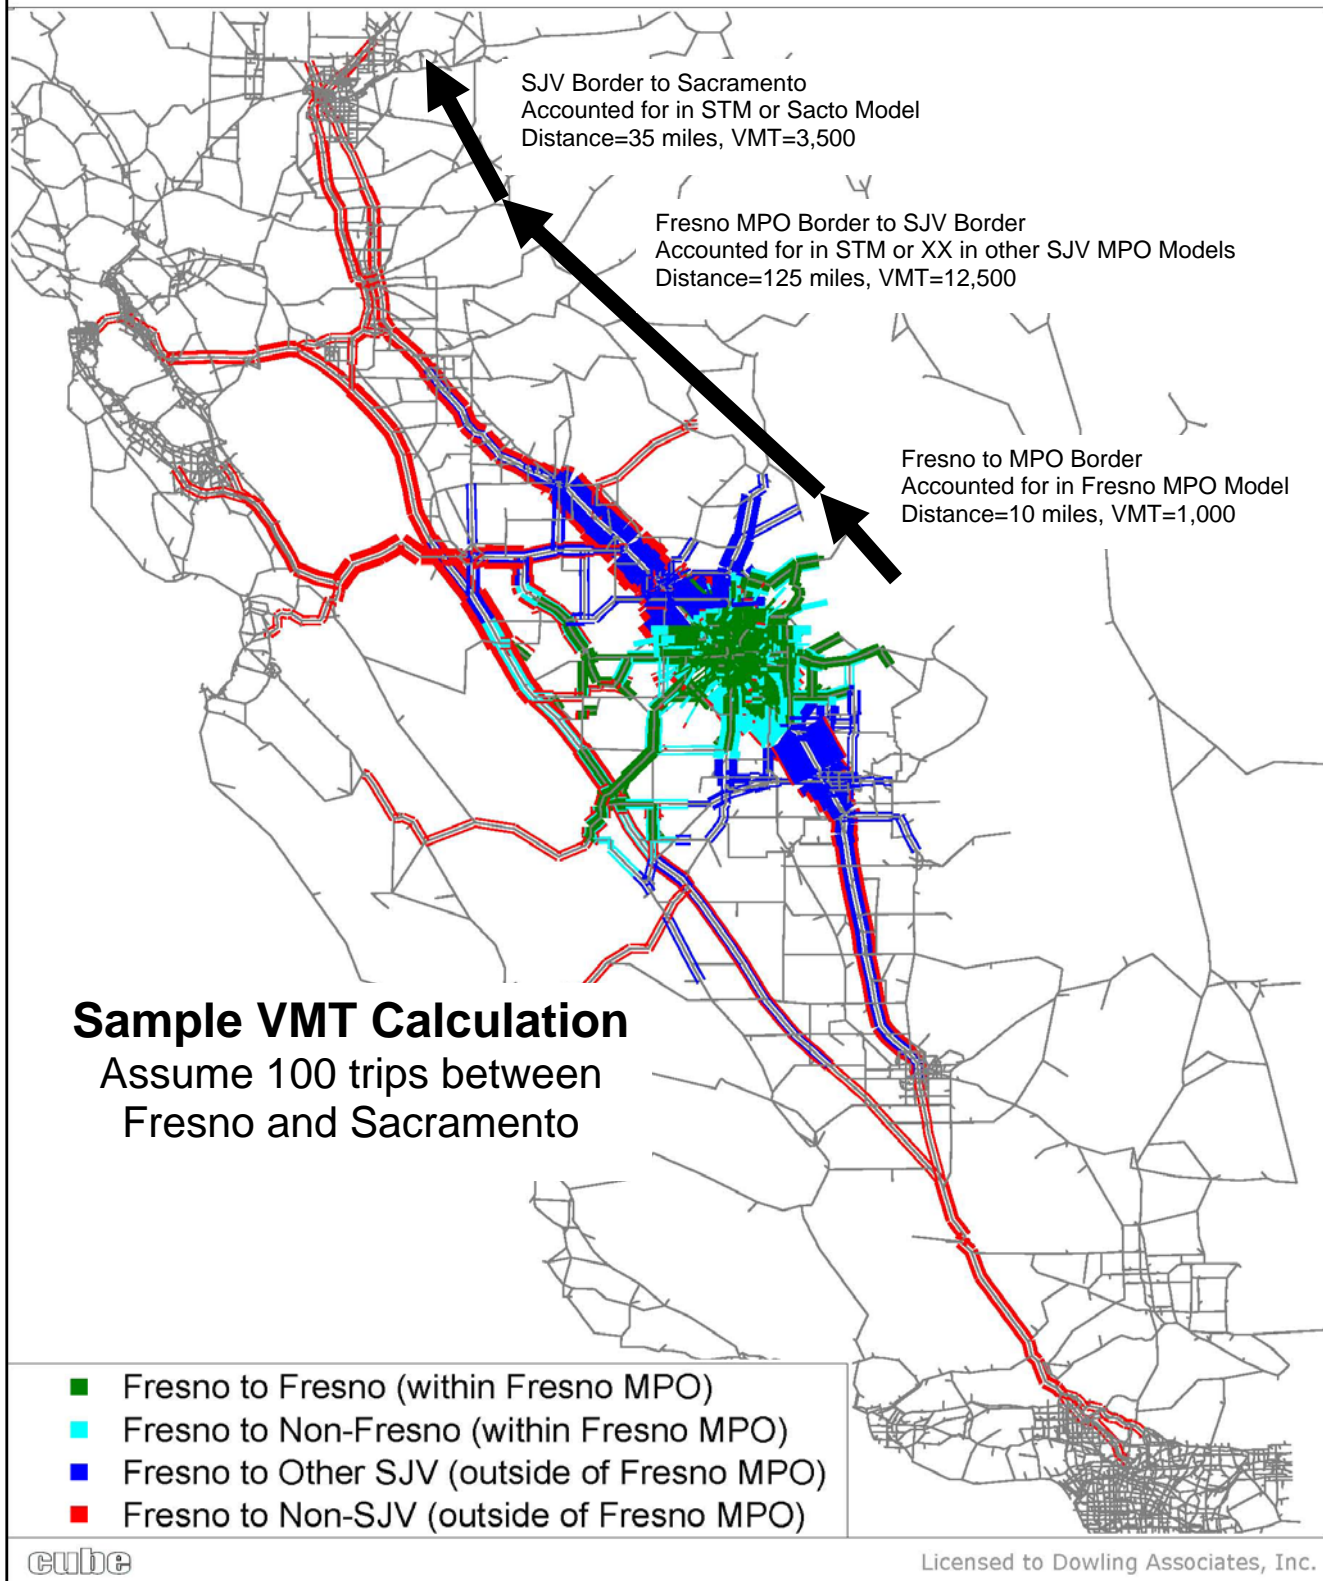 SJV Border to Sacramento
Accounted for in STM or Sacto Model
Distance=35 miles, VMT=3,500
Fresno MPO Border to SJV Border
Accounted for in STM or XX in other SJV MPO Models
Distance=125 miles, VMT=12,500
Fresno to MPO Border
Accounted for in Fresno MPO Model
Distance=10 miles, VMT=1,000
Sample VMT Calculation
Assume 100 trips between
Fresno and Sacramento
Fresno to Fresno (within Fresno MPO)
Fresno to Non-Fresno (within Fresno MPO)
Fresno to Other SJV (outside of Fresno MPO)
Fresno to Non-SJV (outside of Fresno MPO)
cube
Licensed to Dowling Associates, Inc.